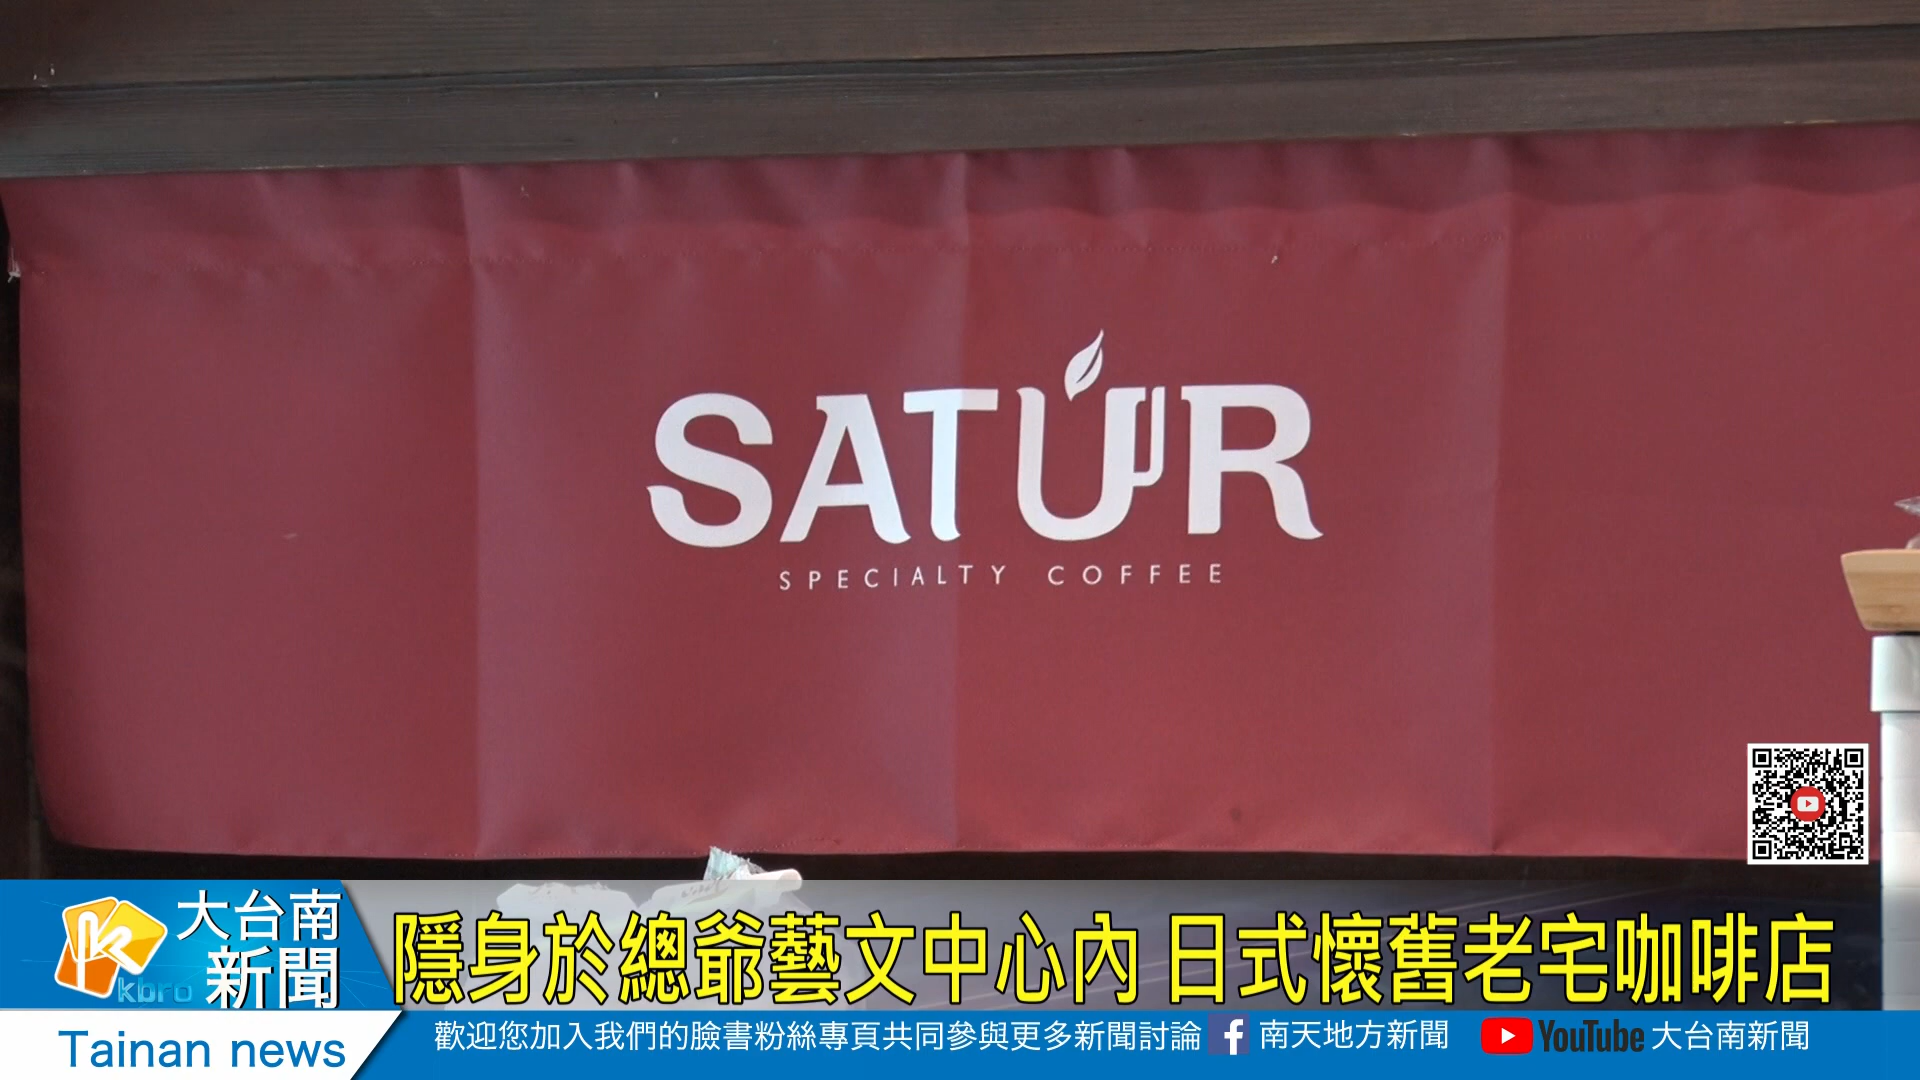 SATUR
SPECIALTY COFFEE
大台南
新聞
kbro
隱身於總爺藝文中心內 日式懷舊老宅咖啡店
Tainan news
歡迎您加入我們的臉書粉絲專頁共同參與更多新聞討論 f 南天地方新聞 YouTube 大台南新聞